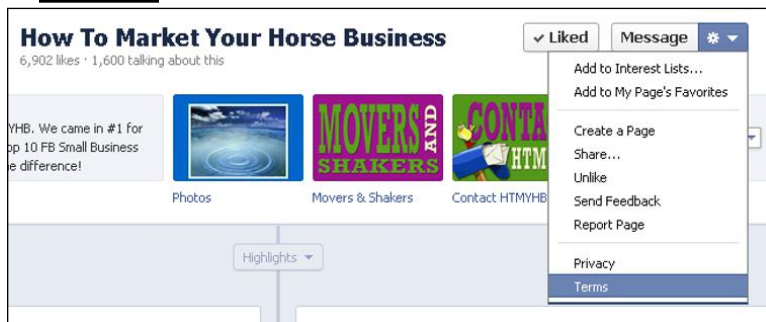 How To Market Your Horse Business
6,902 likes · 1,600 talking about this
✓ Liked
Message
Add to Interest Lists...
Add to My Page's Favorites
Create a Page
Share...
Unlike
Send Feedback
Report Page
Privacy
Terms
YHB. We came in #1 for
op 10 FB Small Business
e difference!
MOVERS AND
SHAKERS
CONTA
HTM
Photos
Movers & Shakers
Contact HTMYHB
Highlights